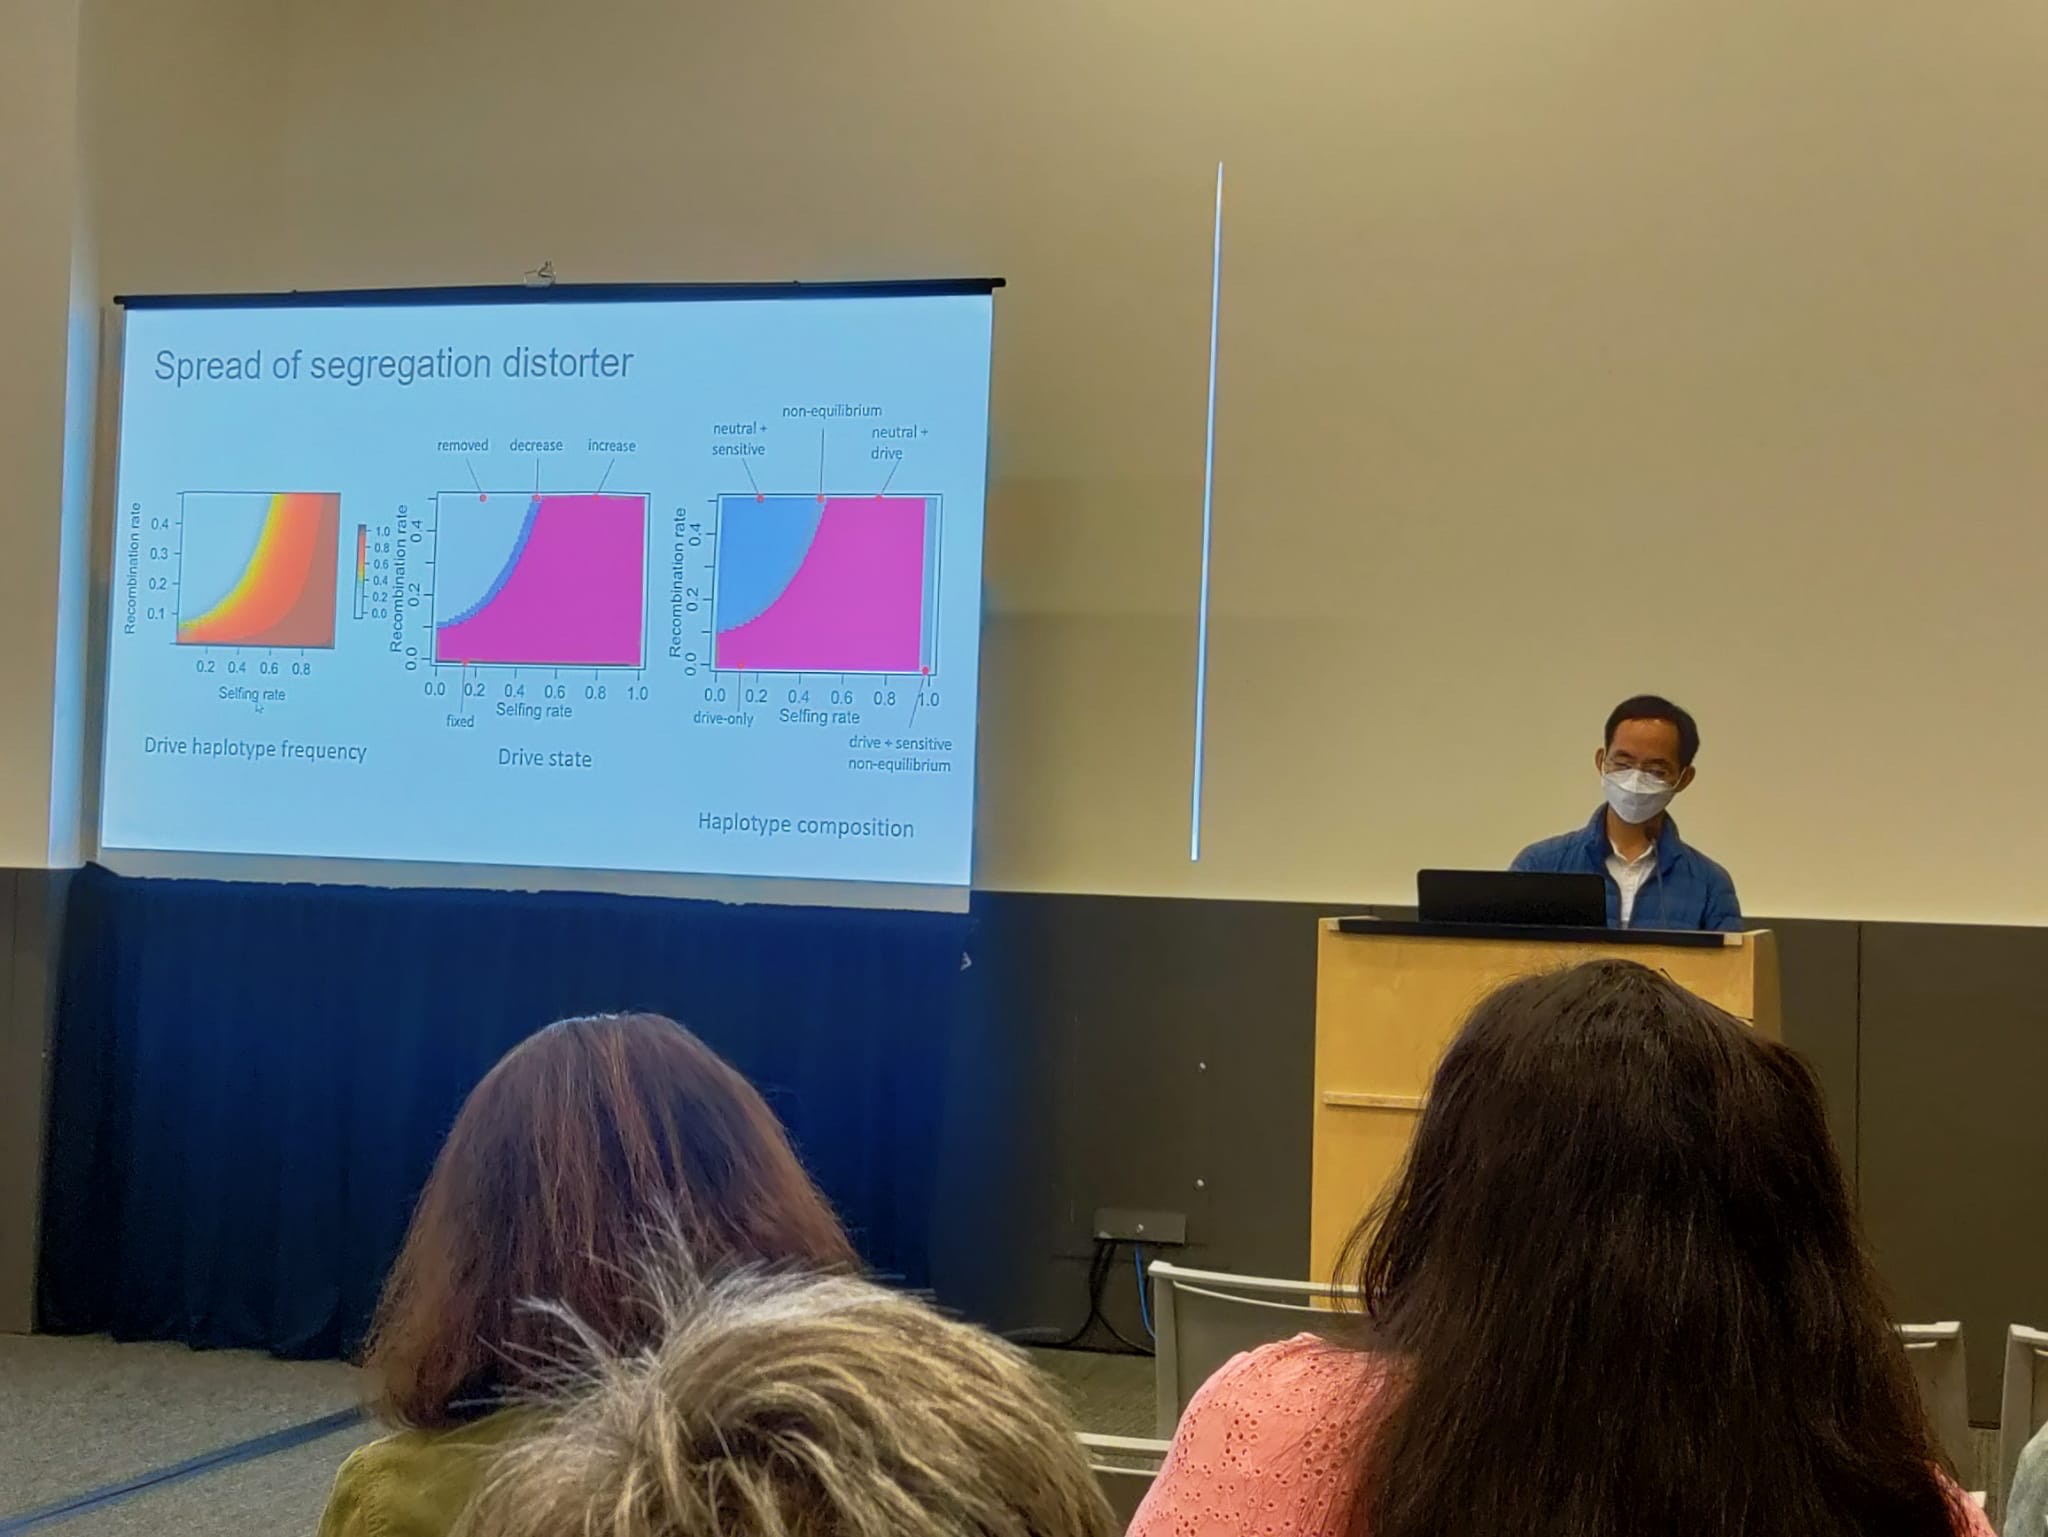 Spread of segregation distorter
Recombination rate
0.4
0.3
0.2
0.1
0.2 0.4 0.6 0.8
Selfing rate
1.0
0.8
0.6
0.4
0.2
0.0
Drive haplotype frequency
removed decrease increase
Recombination rate
0.4
0.2
0.0
0.0 0.2 0.4 0.6 0.8 1.0
Selfing rate
fixed
Drive state
non-equilibrium
neutral +
sensitive
neutral +
drive
Recombination rate
0.4
0.2
0.0
0.0 0.2 0.4 0.6 0.8 1.0
drive-only
Selfing rate
drive + sensitive
non-equilibrium
Haplotype composition